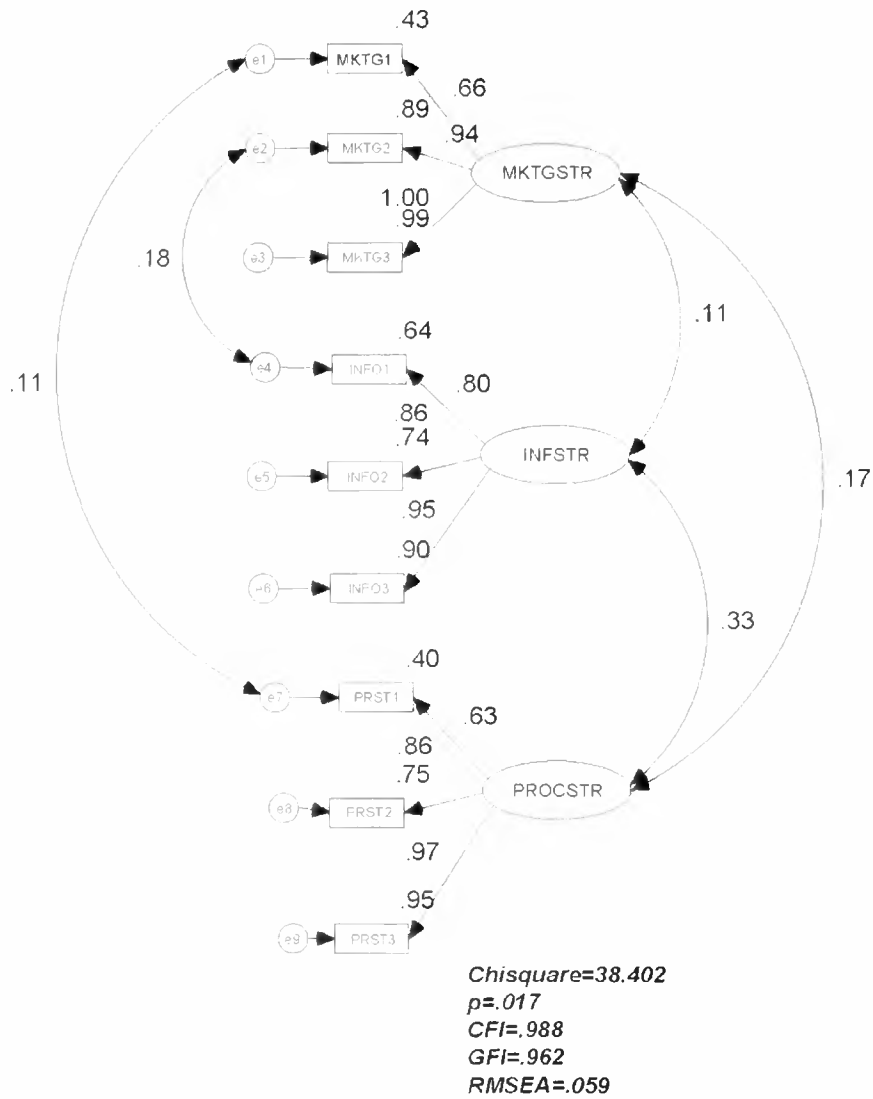 .43
e1 MKTG1
.66
.89
.94
e2 MKTG2
MKTGSTR
1.00
.99
e3 MKTG3
.18
.11
.64
e4 INFO1
.80
.11
.86
.74
INFSTR
e5 INFO2
.17
.95
.90
e6 INFO3
.33
.40
e7 PRST1
.63
.86
.75
PROCSTR
e8 PRST2
.97
.95
e9 PRST3
Chisquare=38.402
p=.017
CFI=.988
GFI=.962
RMSEA=.059